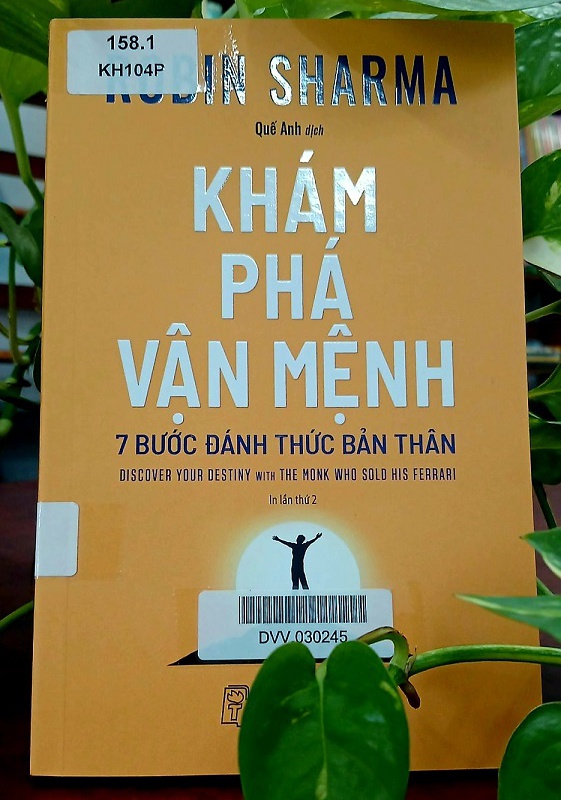 158.1
KH104P
ROBIN SHARMA
Quế Anh dịch
KHÁM
PHÁ
VẬN MỆNH
7 BƯỚC ĐÁNH THỨC BẢN THÂN
DISCOVER YOUR DESTINY WITH THE MONK WHO SOLD HIS FERRARI
In lần thứ 2
DVV 030245